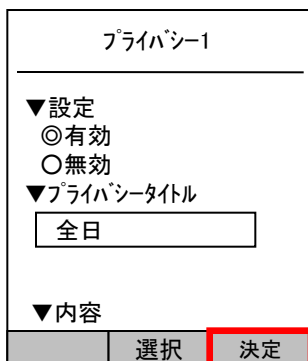 プライバシー1
▼設定
◎有効
○無効
▼プライバシータイトル
全日
▼内容
選択 決定